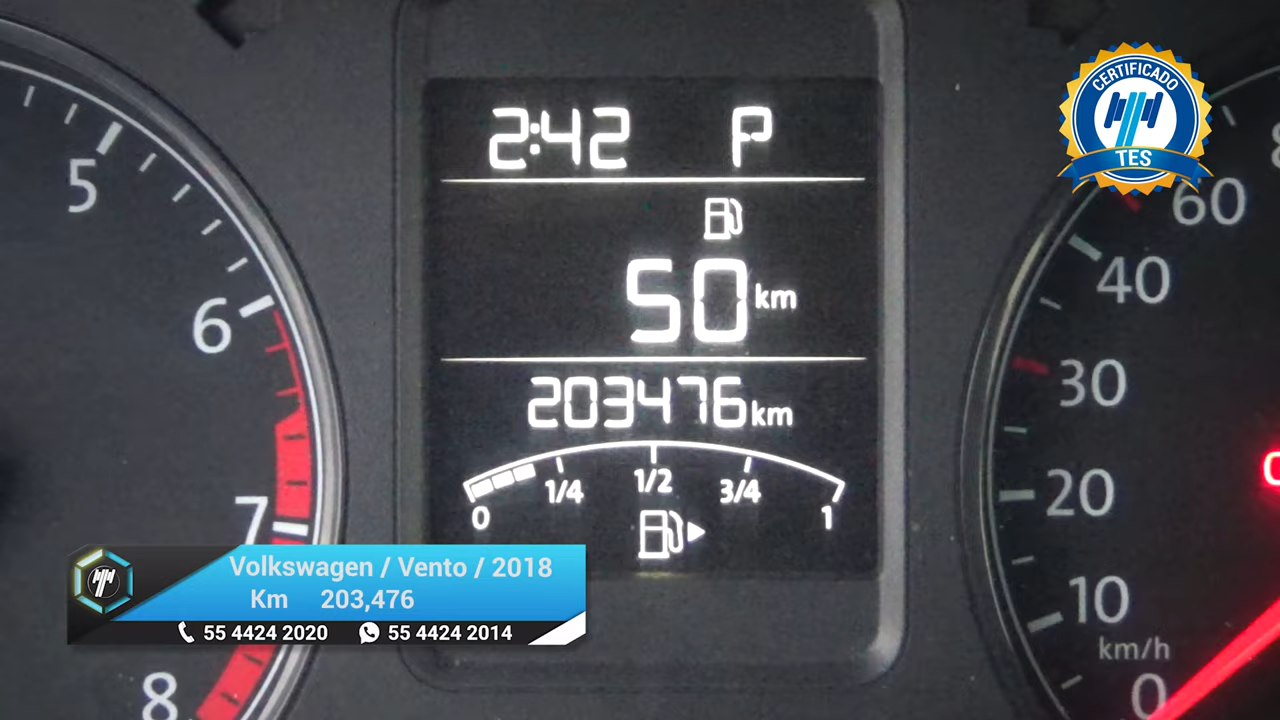 2:42 P
50 km
203476 km
0 1/4 1/2 3/4 1
5
6
7
8
60
40
30
20
10
km/h
0
CERTIFICADO
TES
Volkswagen / Vento / 2018
Km 203,476
55 4424 2020 55 4424 2014